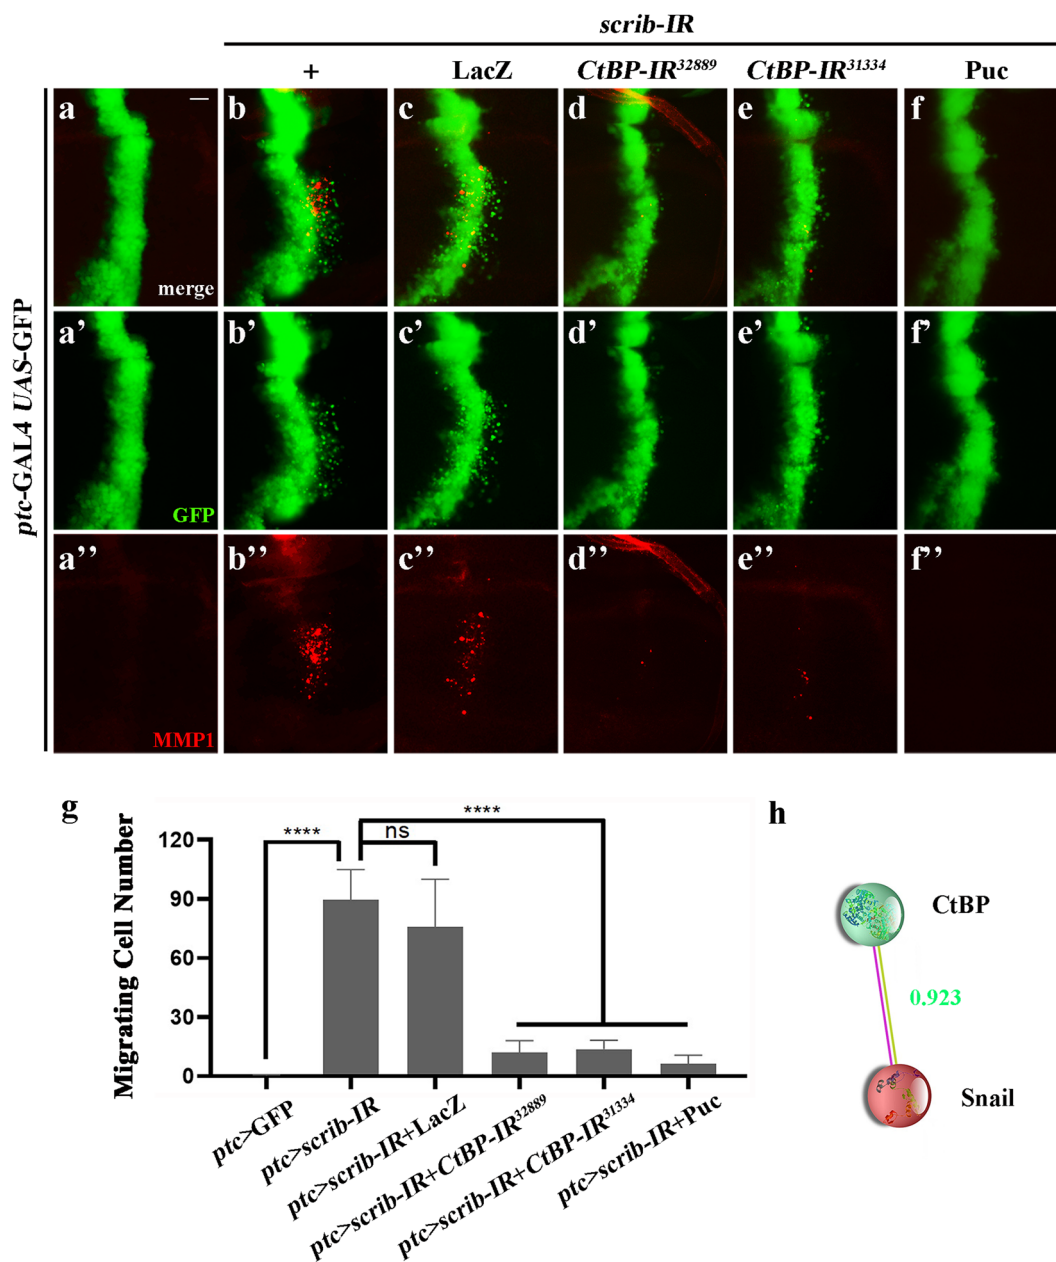 scrib-IR
+ LacZ CtBP-IR32889 CtBP-IR31334 Puc
ptc-GAL4 UAS-GFP
a b c d e f
merge
a’ b’ c’ d’ e’ f’
GFP
a’’ b’’ c’’ d’’ e’’ f’’
MMP1
g
h
Migrating Cell Number
120
90
60
30
0
****
ns
****
ptc>GFP
ptc>scrib-IR
ptc>scrib-IR+LacZ
ptc>scrib-IR+CtBP-IR32889
ptc>scrib-IR+CtBP-IR31334
ptc>scrib-IR+Puc
CtBP
0.923
Snail